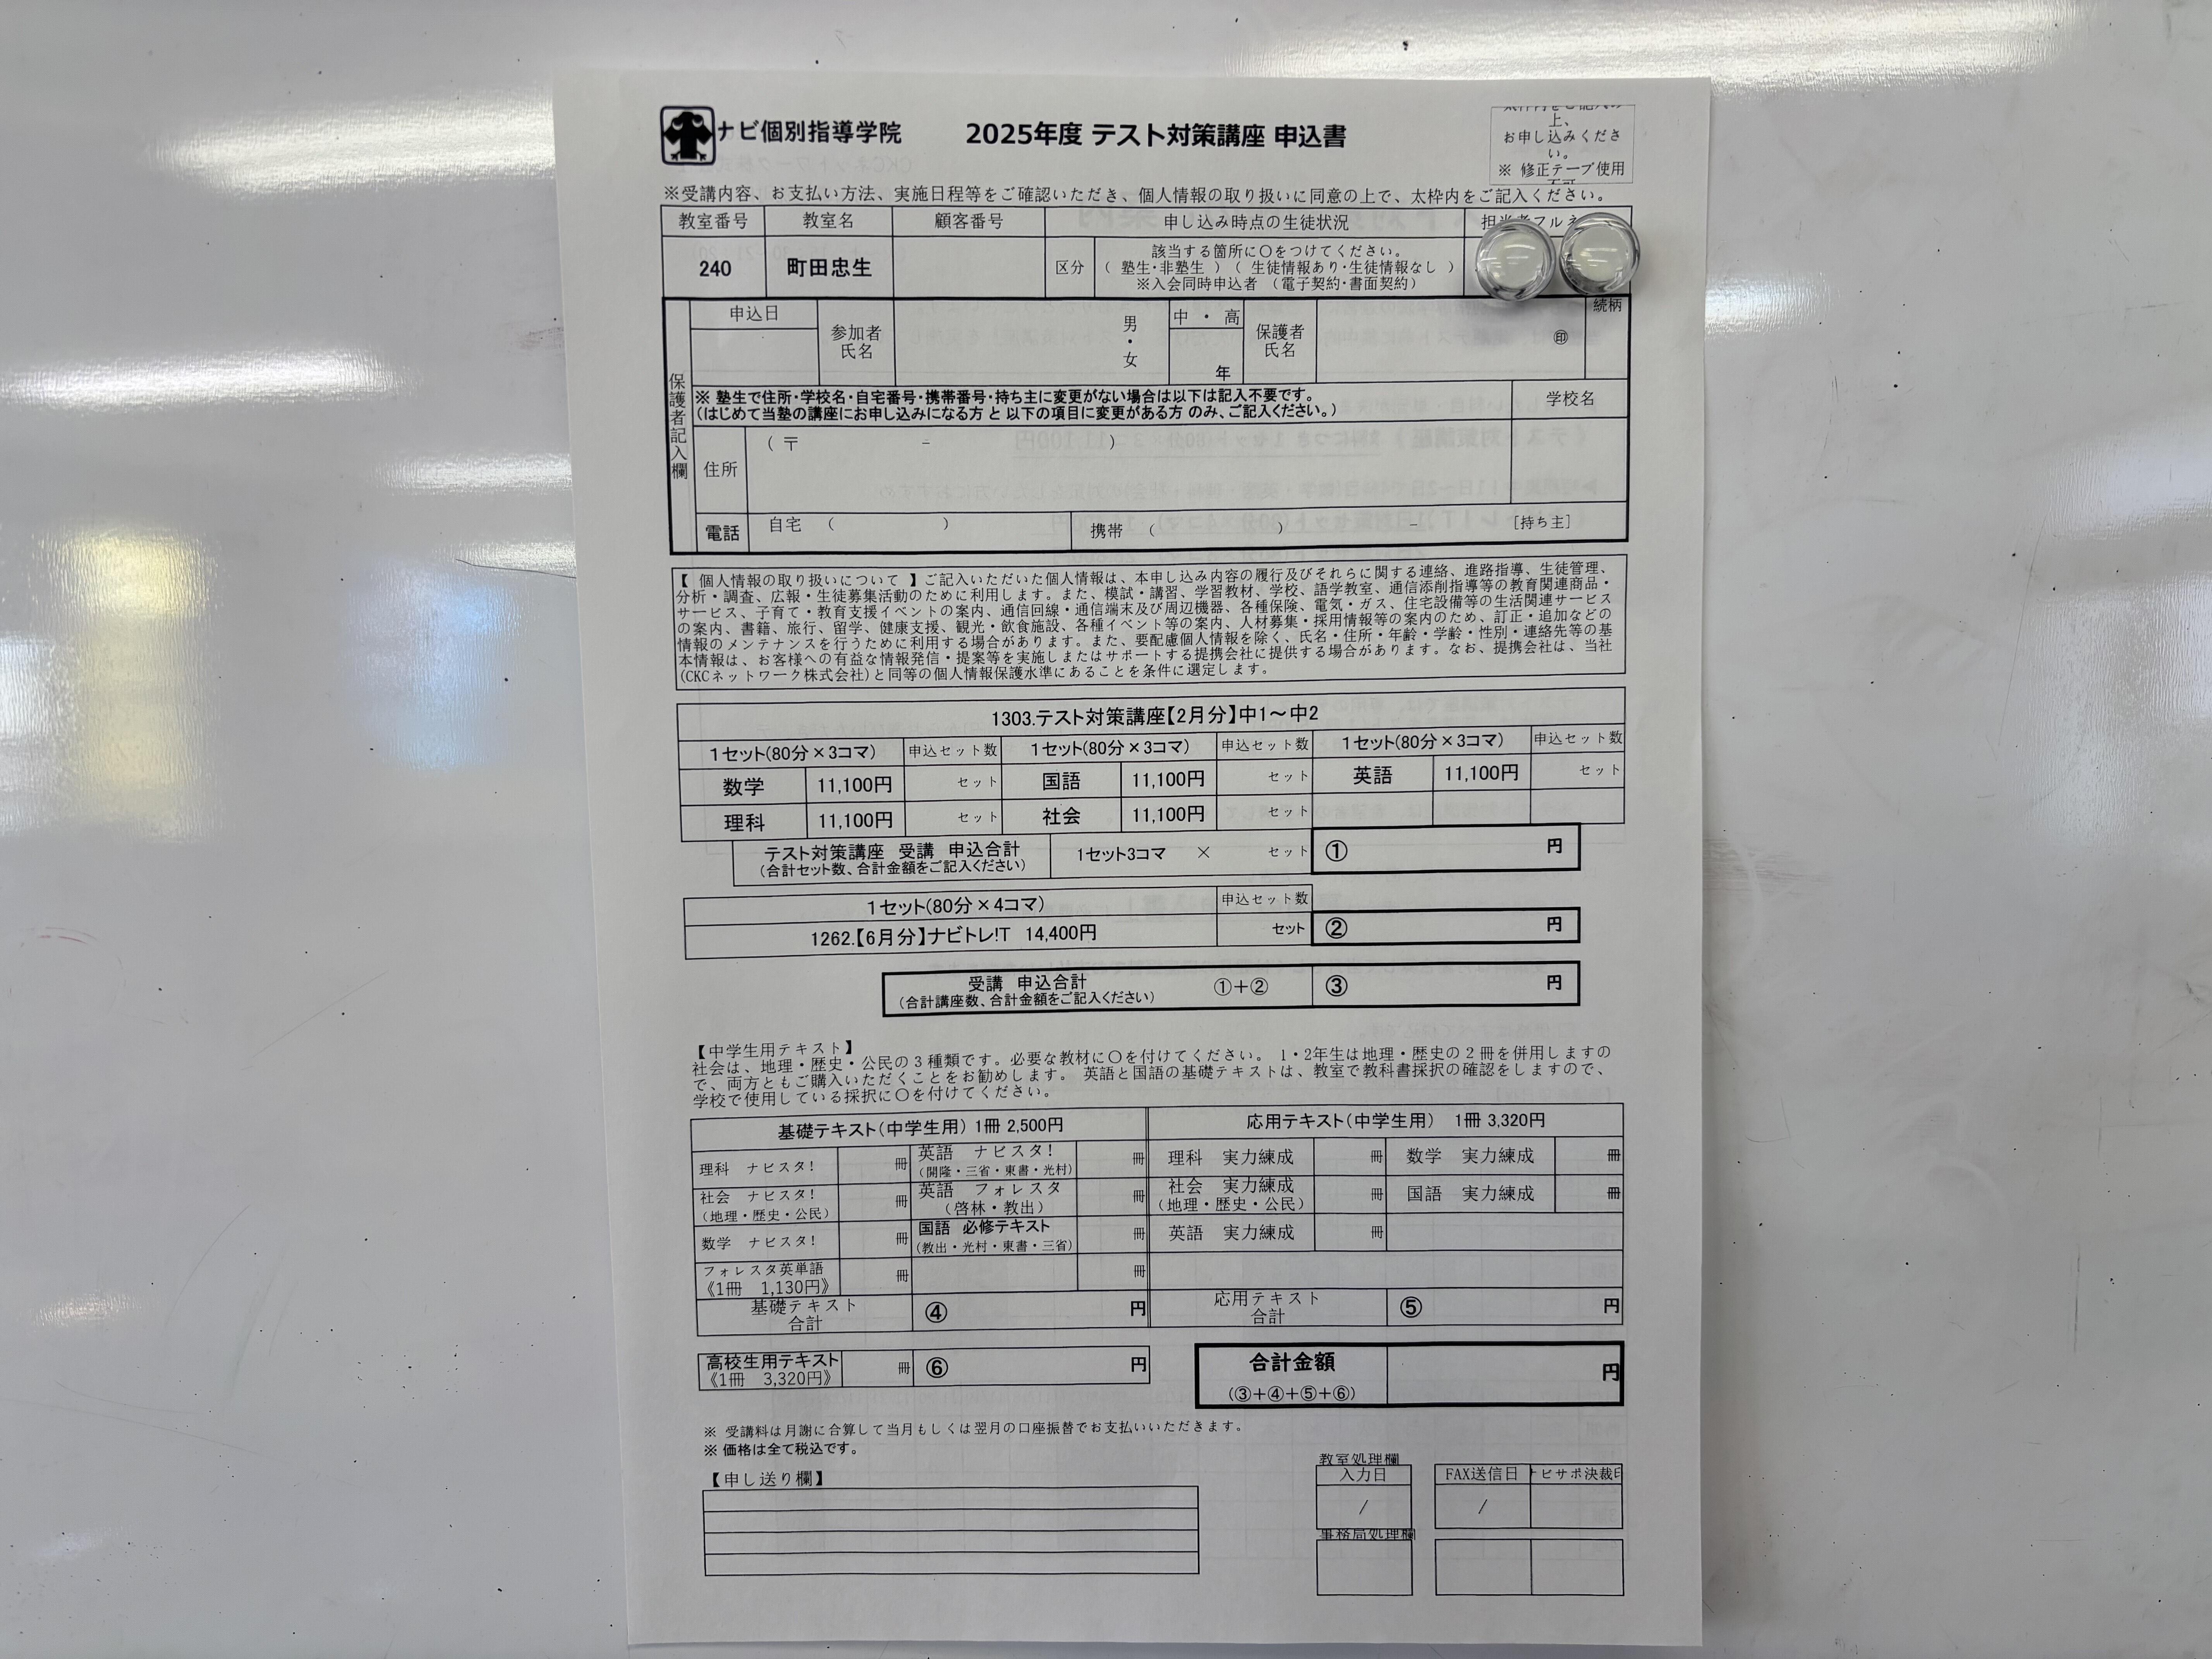 ナビ個別指導学院
2025年度 テスト対策講座 申込書
上、
お申し込みくださ
い。
※ 修正テープ使用
※受講内容、お支払い方法、実施日程等をご確認いただき、個人情報の取り扱いに同意の上で、太枠内をご記入ください。
教室番号 教室名 顧客番号 申し込み時点の生徒状況 担当者フルネ
240 町田忠生 区分
該当する箇所に〇をつけてください。
( 塾生・非塾生 ) ( 生徒情報あり・生徒情報なし )
※入会同時申込者 (電子契約・書面契約)
保護者記入欄
申込日
参加者
氏名
男
・
女
中 ・ 高
年
保護者
氏名
㊞
続柄
※ 塾生で住所・学校名・自宅番号・携帯番号・持ち主に変更がない場合は以下は記入不要です。
(はじめて当塾の講座にお申し込みになる方 と 以下の項目に変更がある方 のみ、ご記入ください。)
学校名
住所
( 〒 − )
電話 自宅 ( ) 携帯 ( ) − [持ち主]
【 個人情報の取り扱いについて 】ご記入いただいた個人情報は、本申し込み内容の履行及びそれらに関する連絡、進路指導、生徒管理、
分析・調査、広報・生徒募集活動のために利用します。また、模試・講習、学習教材、学校、語学教室、通信添削指導等の教育関連商品・
サービス、子育て・教育支援イベントの案内、通信回線・通信端末及び周辺機器、各種保険、電気・ガス、住宅設備等の生活関連サービス
の案内、書籍、旅行、留学、健康支援、観光・飲食施設、各種イベント等の案内、人材募集・採用情報等の案内のため、訂正・追加などの
情報のメンテナンスを行うために利用する場合があります。また、要配慮個人情報を除く、氏名・住所・年齢・学齢・性別・連絡先等の基
本情報は、お客様への有益な情報発信・提案等を実施しまたはサポートする提携会社に提供する場合があります。なお、提携会社は、当社
(CKCネットワーク株式会社)と同等の個人情報保護水準にあることを条件に選定します。
1303.テスト対策講座【2月分】中1～中2
1セット(80分×3コマ) 申込セット数 1セット(80分×3コマ) 申込セット数 1セット(80分×3コマ) 申込セット数
数学 11,100円 セット 国語 11,100円 セット 英語 11,100円 セット
理科 11,100円 セット 社会 11,100円 セット
テスト対策講座 受講 申込合計
(合計セット数、合計金額をご記入ください)
1セット3コマ × セット ① 円
1セット(80分×4コマ) 申込セット数
1262.【6月分】ナビトレ!T 14,400円 セット ② 円
受講 申込合計
(合計講座数、合計金額をご記入ください)
①+② ③ 円
【中学生用テキスト】
社会は、地理・歴史・公民の3種類です。必要な教材に〇を付けてください。 1・2年生は地理・歴史の2冊を併用しますの
で、両方ともご購入いただくことをお勧めします。 英語と国語の基礎テキストは、教室で教科書採択の確認をしますので、
学校で使用している採択に〇を付けてください。
基礎テキスト(中学生用) 1冊 2,500円 応用テキスト(中学生用) 1冊 3,320円
理科 ナビスタ! 冊 英語 ナビスタ!
(開隆・三省・東書・光村) 冊 理科 実力練成 冊 数学 実力練成 冊
社会 ナビスタ!
(地理・歴史・公民) 冊 英語 フォレスタ
(啓林・教出) 冊 社会 実力練成
(地理・歴史・公民) 冊 国語 実力練成 冊
数学 ナビスタ! 冊 国語 必修テキスト
(教出・光村・東書・三省) 冊 英語 実力練成 冊
フォレスタ英単語
《1冊 1,130円》 冊 冊
基礎テキスト
合計 ④ 円 応用テキスト
合計 ⑤ 円
高校生用テキスト
《1冊 3,320円》 冊 ⑥ 円
合計金額
(③+④+⑤+⑥) 円
※ 受講料は月謝に合算して当月もしくは翌月の口座振替でお支払いいただきます。
※ 価格は全て税込です。
【申し送り欄】
教室処理欄
入力日 FAX送信日 ビサポ決裁
/ /
事務局処理欄